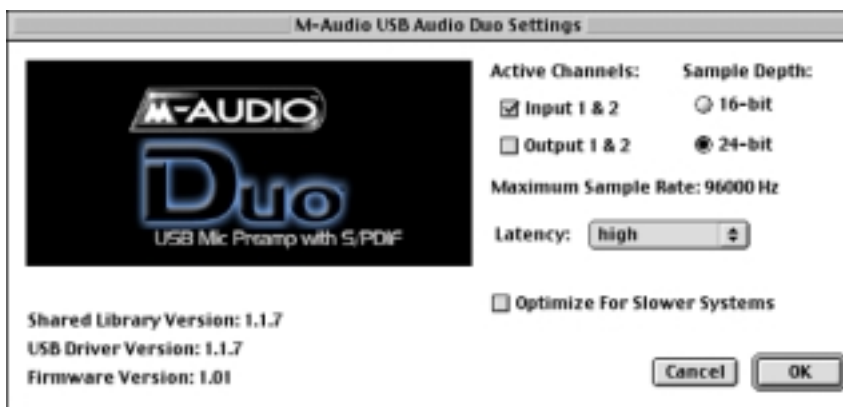 M-Audio USB Audio Duo Settings
M-AUDIO
Duo
USB Mic Preamp with S/PDIF
Active Channels:
Input 1 & 2
Output 1 & 2
Sample Depth:
16-bit
24-bit
Maximum Sample Rate: 96000 Hz
Latency: high
Optimize For Slower Systems
Shared Library Version: 1.1.7
USB Driver Version: 1.1.7
Firmware Version: 1.01
Cancel
OK